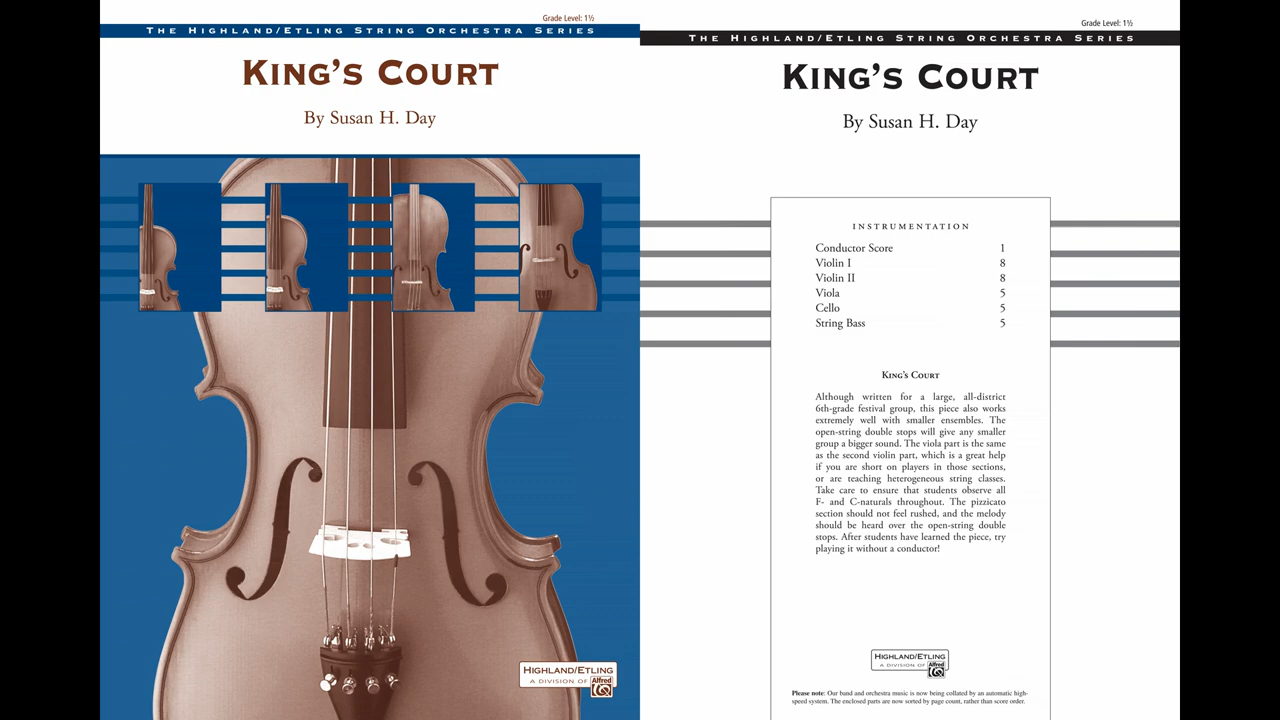 Grade Level: 1½
THE HIGHLAND/ETLING STRING ORCHESTRA SERIES
KING'S COURT
By Susan H. Day
HIGHLAND/ETLING
A DIVISION OF Alfred
Grade Level: 1½
THE HIGHLAND/ETLING STRING ORCHESTRA SERIES
KING'S COURT
By Susan H. Day
INSTRUMENTATION
Conductor Score 1
Violin I 8
Violin II 8
Viola 5
Cello 5
String Bass 5
KING'S COURT
Although written for a large, all-district
6th-grade festival group, this piece also works
extremely well with smaller ensembles. The
open-string double stops will give any smaller
group a bigger sound. The viola part is the same
as the second violin part, which is a great help
if you are short on players in those sections,
or are teaching heterogeneous string classes.
Take care to ensure that students observe all
F- and C-naturals throughout. The pizzicato
section should not feel rushed, and the melody
should be heard over the open-string double
stops. After students have learned the piece, try
playing it without a conductor!
HIGHLAND/ETLING
A DIVISION OF Alfred
Please note: Our band and orchestra music is now being collated by an automatic high-
speed system. The enclosed parts are now sorted by page count, rather than score order.